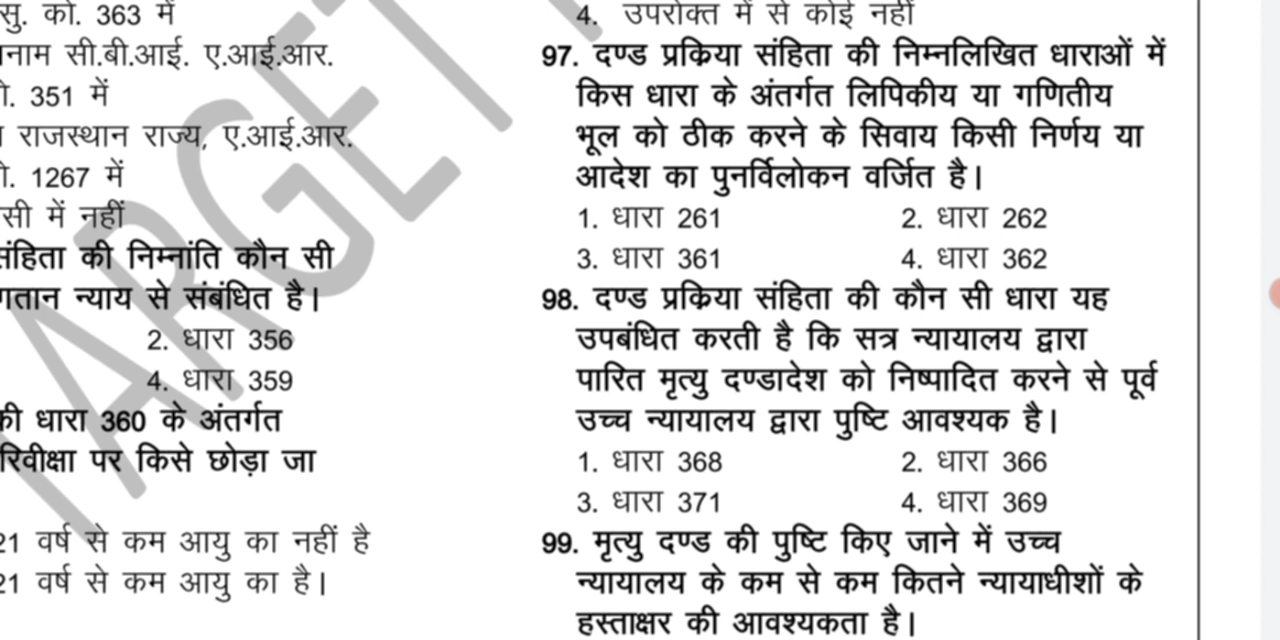 सु. को. 363 में
नाम सी.बी.आई. ए.आई.आर.
351 में
राजस्थान राज्य, ए.आई.आर.
1267 में
में नहीं
संहिता की निम्नांति कौन सी
न्याय से संबंधित है।
2. धारा 356
4. धारा 359
की धारा 360 के अंतर्गत
पर किसे छोड़ा जा
21 वर्ष से कम आयु का नहीं है
21 वर्ष से कम आयु का है।
4. उपरोक्त में से कोई नहीं
97. दण्ड प्रक्रिया संहिता की निम्नलिखित धाराओं में
किस धारा के अंतर्गत लिपिकीय या गणितीय
भूल को ठीक करने के सिवाय किसी निर्णय या
आदेश का पुनर्विलोकन वर्जित है।
1. धारा 261 2. धारा 262
3. धारा 361 4. धारा 362
98. दण्ड प्रक्रिया संहिता की कौन सी धारा यह
उपबंधित करती है कि सत्र न्यायालय द्वारा
पारित मृत्यु दण्डादेश को निष्पादित करने से पूर्व
उच्च न्यायालय द्वारा पुष्टि आवश्यक है।
1. धारा 368 2. धारा 366
3. धारा 371 4. धारा 369
99. मृत्यु दण्ड की पुष्टि किए जाने में उच्च
न्यायालय के कम से कम कितने न्यायाधीशों के
हस्ताक्षर की आवश्यकता है।
ARGET